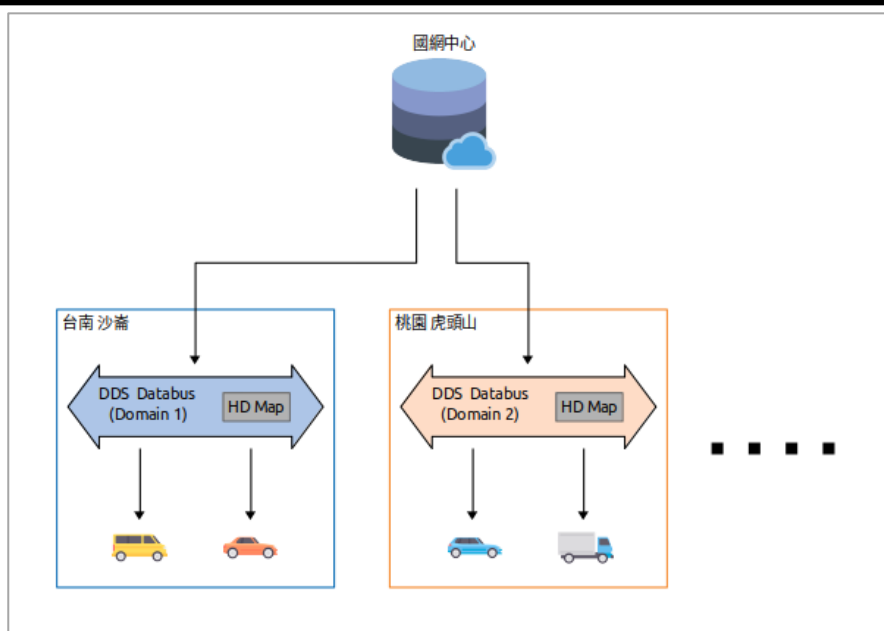 國網中心
台南 沙崙
DDS Databus
(Domain 1)
HD Map
桃園 虎頭山
DDS Databus
(Domain 2)
HD Map